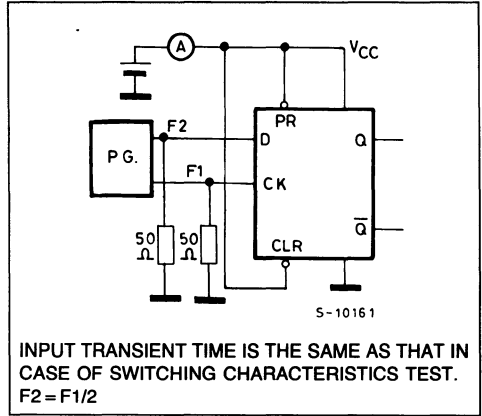 A
VCC
F2
PR
D
Q
P G.
F1
CK
Q̅
50
Ω
50
Ω
CLR
S-10161
INPUT TRANSIENT TIME IS THE SAME AS THAT IN
CASE OF SWITCHING CHARACTERISTICS TEST.
F2=F1/2